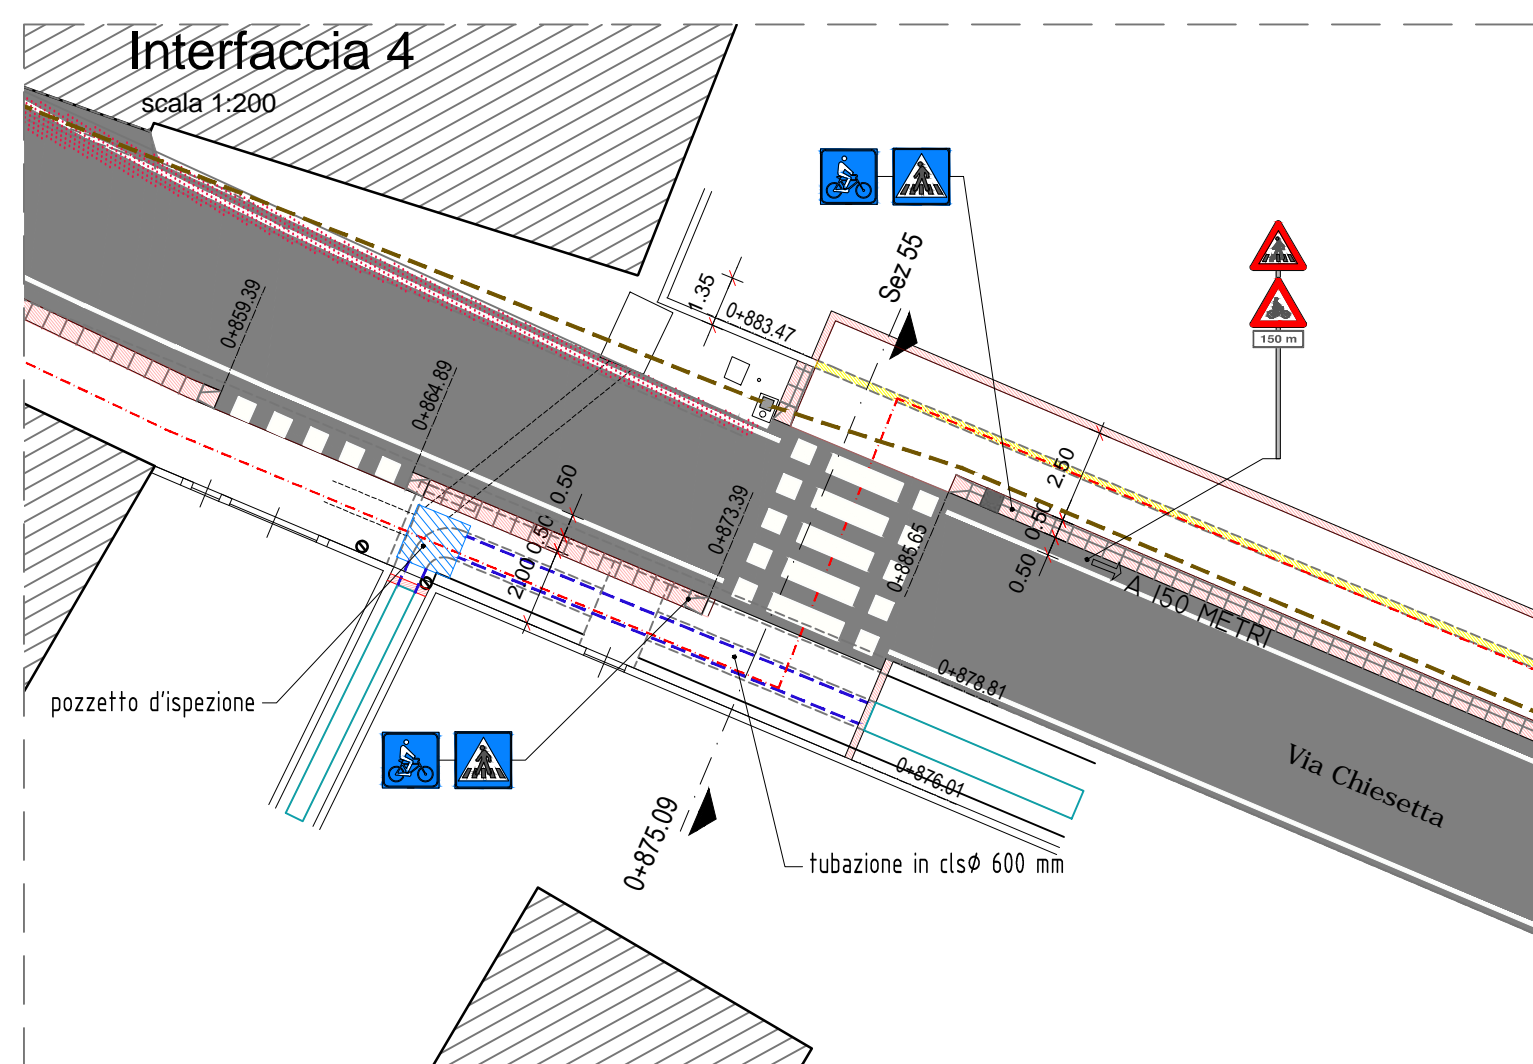 Interfaccia 4
scala 1:200
Sez 55
150 m
1.35
0+883.47
0+859.39
0+864.89
0.50
2.50
0.50
0.50
0.50
2.00
0+873.39
0+885.65
A 150 METRI
pozzetto d'ispezione
0+878.81
0+876.01
Via Chiesetta
0+875.09
tubazione in clsϕ 600 mm